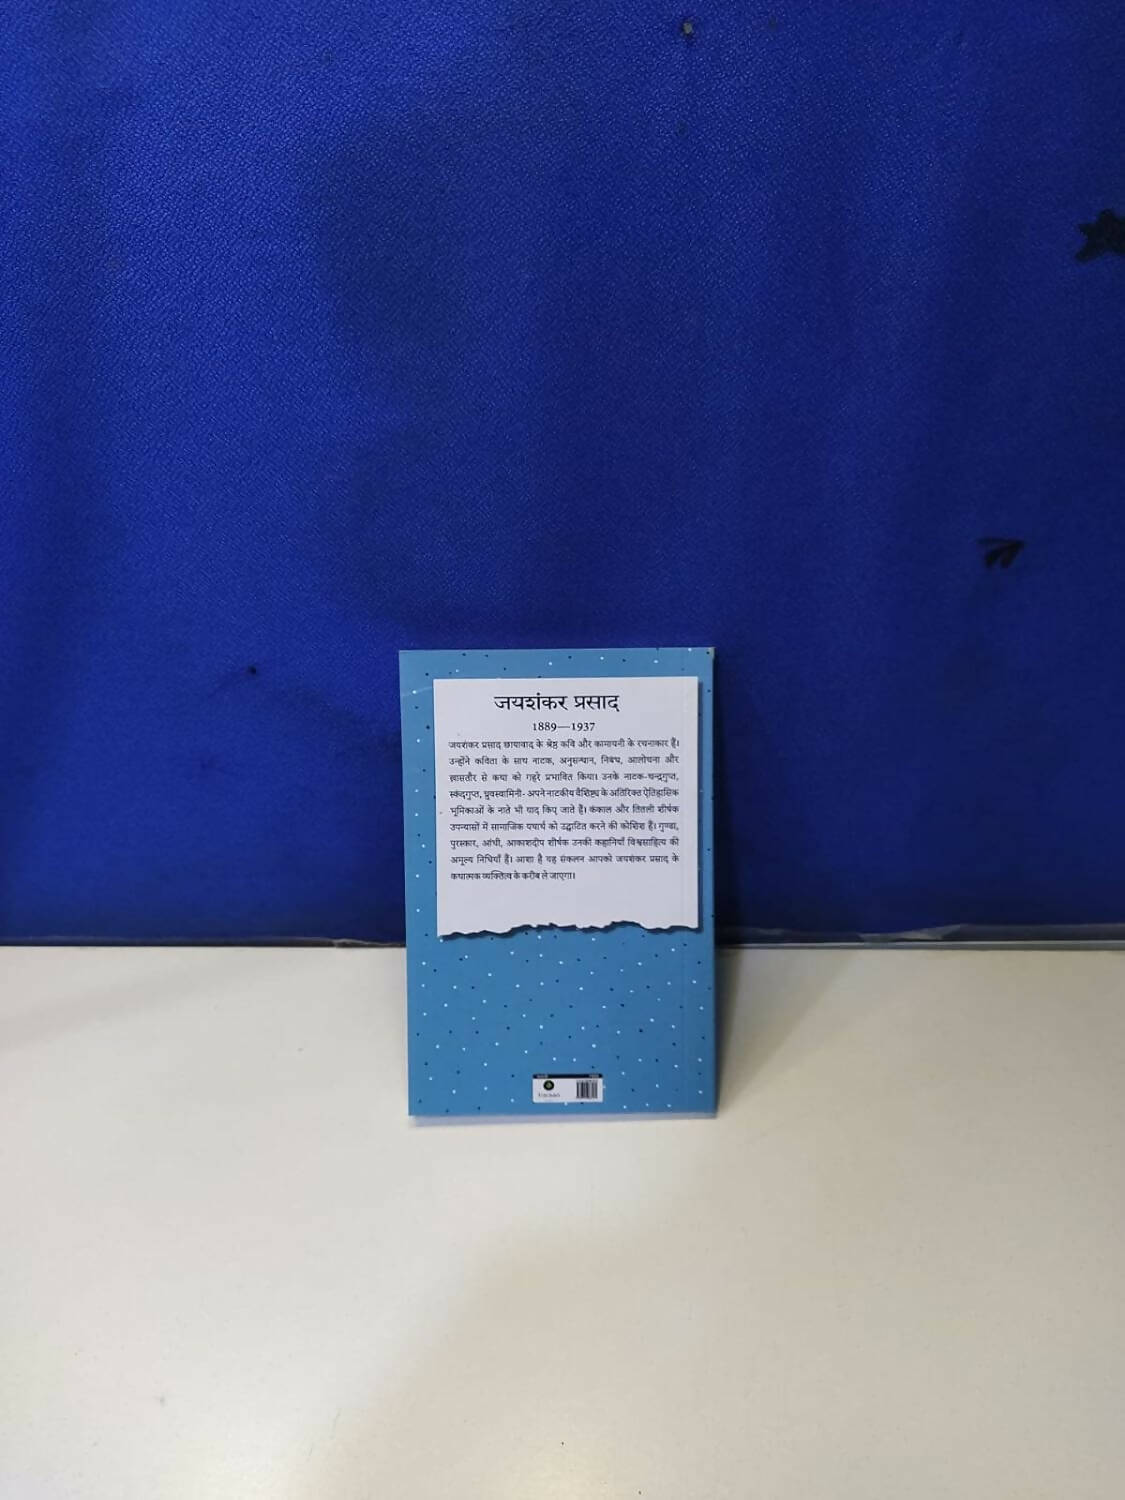 जयशंकर प्रसाद
1889—1937
जयशंकर प्रसाद छायावाद के श्रेष्ठ कवि और कामायनी के रचनाकार हैं।
उन्होंने कविता के साथ नाटक, अनुसन्धान, निबंध, आलोचना और
खासतौर से कथा को गहरे प्रभावित किया। उनके नाटक-चन्द्रगुप्त,
स्कंदगुप्त, ध्रुवस्वामिनी- अपने नाटकीय वैशिष्ट्य के अतिरिक्त ऐतिहासिक
भूमिकाओं के नाते भी याद किए जाते हैं। कंकाल और तितली शीर्षक
उपन्यासों में सामाजिक यथार्थ को उद्घाटित करने की कोशिश हैं। गुण्डा,
पुरस्कार, आंधी, आकाशदीप शीर्षक उनकी कहानियाँ विश्वसाहित्य की
अमूल्य निधियाँ हैं। आशा है यह संकलन आपको जयशंकर प्रसाद के
कथात्मक व्यक्तित्व के करीब ले जाएगा।